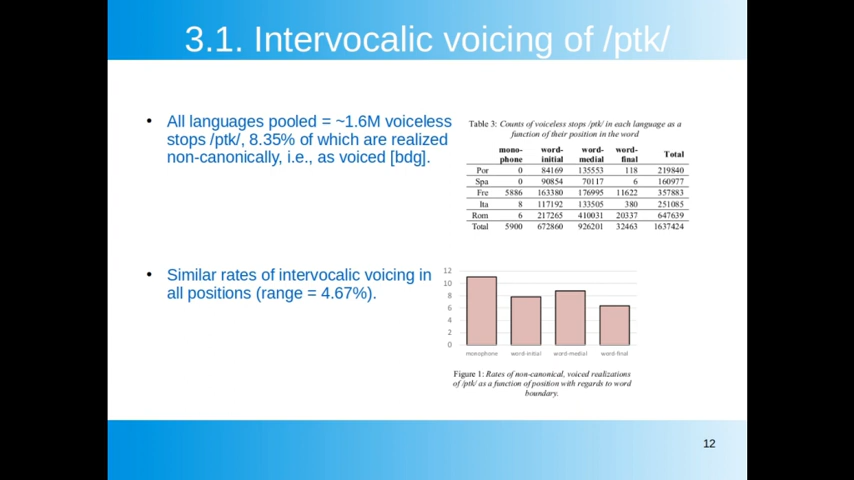 3.1. Intervocalic voicing of /ptk/
• All languages pooled = ~1.6M voiceless
stops /ptk/, 8.35% of which are realized
non-canonically, i.e., as voiced [bdg].
Table 3: Counts of voiceless stops /ptk/ in each language as a
function of their position in the word
mono-phone word-initial word-medial word-final Total
Por 0 84169 135553 118 219840
Spa 0 90854 70117 6 160977
Fre 5886 163380 176995 11622 357883
Ita 8 117192 133505 380 251085
Rom 6 217265 410031 20337 647639
Total 5900 672860 926201 32463 1637424
• Similar rates of intervocalic voicing in
all positions (range = 4.67%).
12
10
8
6
4
2
0
monophone word-initial word-medial word-final
Figure 1: Rates of non-canonical, voiced realizations
of /ptk/ as a function of position with regards to word
boundary.
12